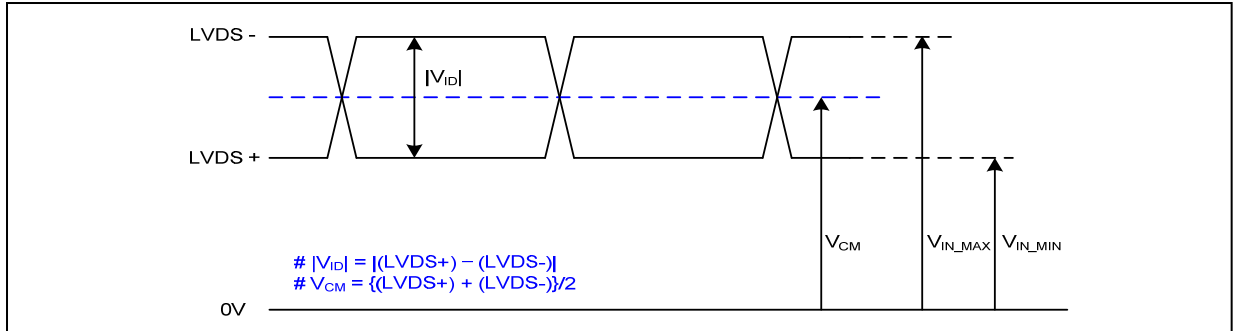 LVDS -
|VID|
LVDS +
VCM
VIN_MAX
VIN_MIN
# |VID| = |(LVDS+) – (LVDS-)|
# VCM = {(LVDS+) + (LVDS-)}/2
0V